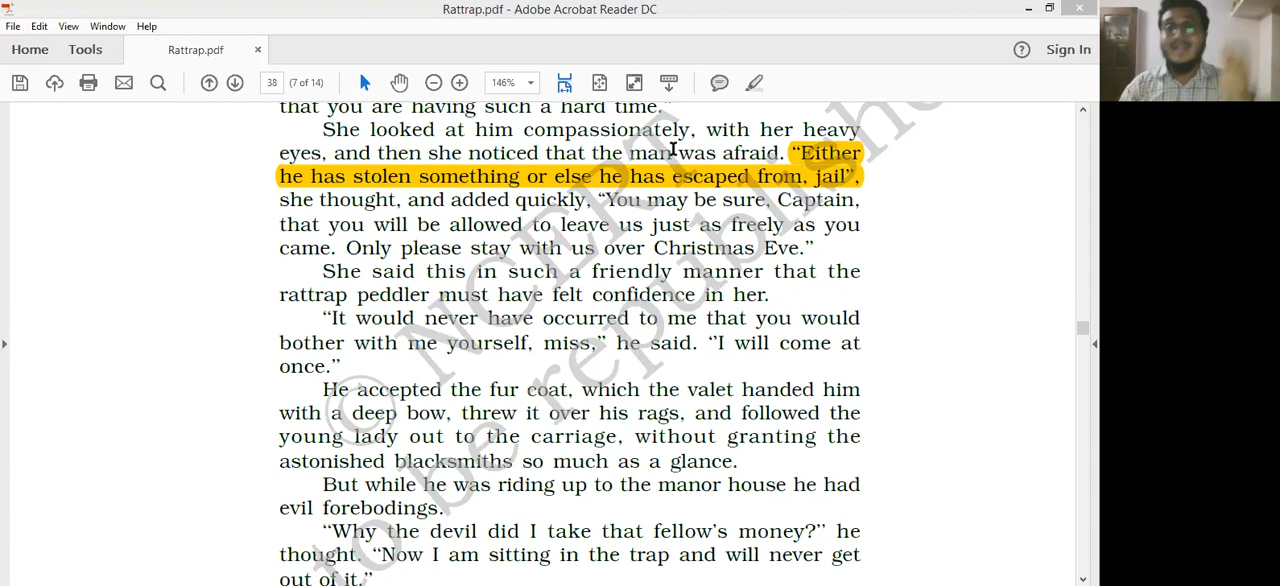 Rattrap.pdf - Adobe Acrobat Reader DC
File Edit View Window Help
Home Tools Rattrap.pdf × ? Sign In
38 (7 of 14) 146%
that you are having such a hard time."
She looked at him compassionately, with her heavy
eyes, and then she noticed that the man was afraid. “Either
he has stolen something or else he has escaped from, jail”,
she thought, and added quickly, “You may be sure, Captain,
that you will be allowed to leave us just as freely as you
came. Only please stay with us over Christmas Eve.”
She said this in such a friendly manner that the
rattrap peddler must have felt confidence in her.
“It would never have occurred to me that you would
bother with me yourself, miss,” he said. ‘’I will come at
once.”
He accepted the fur coat, which the valet handed him
with a deep bow, threw it over his rags, and followed the
young lady out to the carriage, without granting the
astonished blacksmiths so much as a glance.
But while he was riding up to the manor house he had
evil forebodings.
‘‘Why the devil did I take that fellow’s money?’’ he
thought. “Now I am sitting in the trap and will never get
out of it.”
© NCERT
to be republished